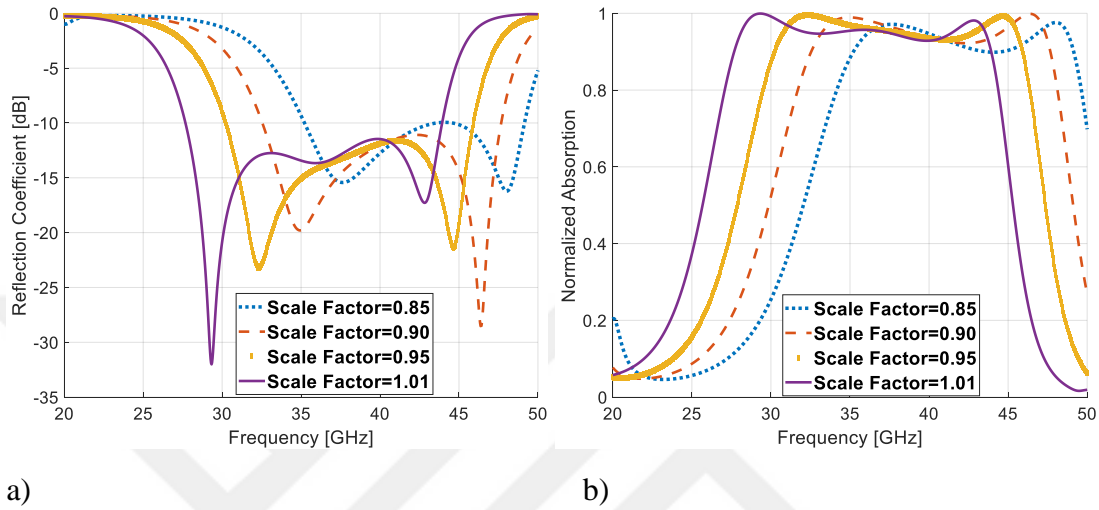 0
-5
-10
-15
-20
-25
-30
-35
Reflection Coefficient [dB]
20 25 30 35 40 45 50
Frequency [GHz]
Scale Factor=0.85
Scale Factor=0.90
Scale Factor=0.95
Scale Factor=1.01
a)
1
0.8
0.6
0.4
0.2
0
Normalized Absorption
20 25 30 35 40 45 50
Frequency [GHz]
Scale Factor=0.85
Scale Factor=0.90
Scale Factor=0.95
Scale Factor=1.01
b)